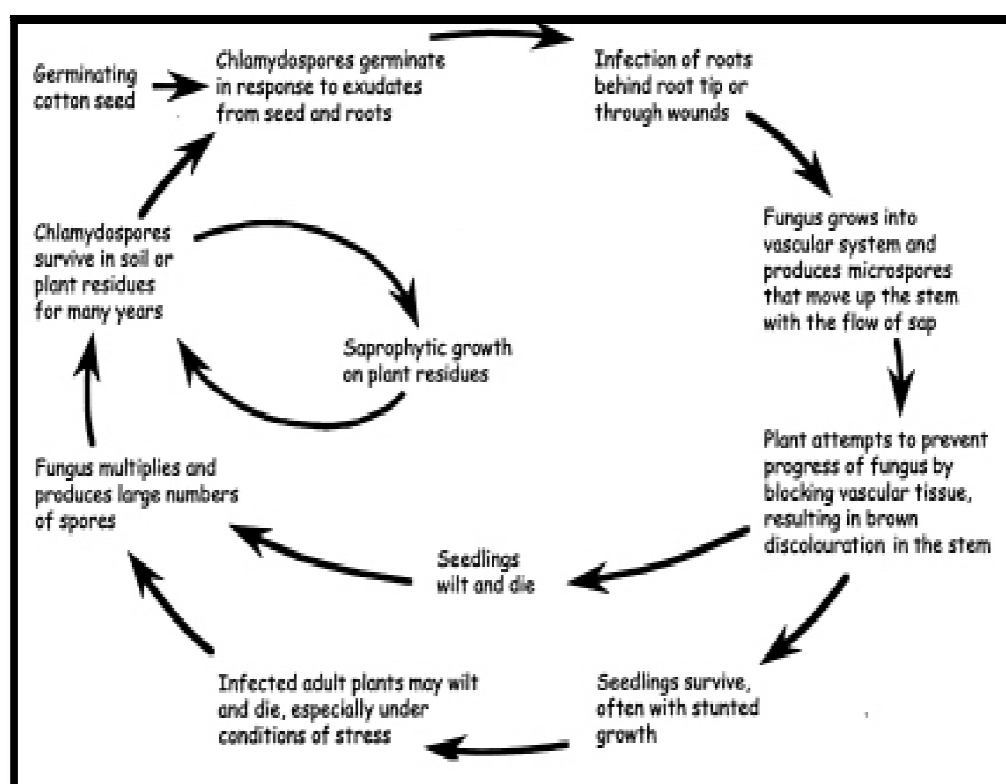 Germinating
cotton seed
Chlamydospores germinate
in response to exudates
from seed and roots
Infection of roots
behind root tip or
through wounds
Fungus grows into
vascular system and
produces microspores
that move up the stem
with the flow of sap
Plant attempts to prevent
progress of fungus by
blocking vascular tissue,
resulting in brown
discolouration in the stem
Seedlings
wilt and die
Seedlings survive,
often with stunted
growth
Infected adult plants may wilt
and die, especially under
conditions of stress
Fungus multiplies and
produces large numbers
of spores
Chlamydospores
survive in soil or
plant residues
for many years
Saprophytic growth
on plant residues